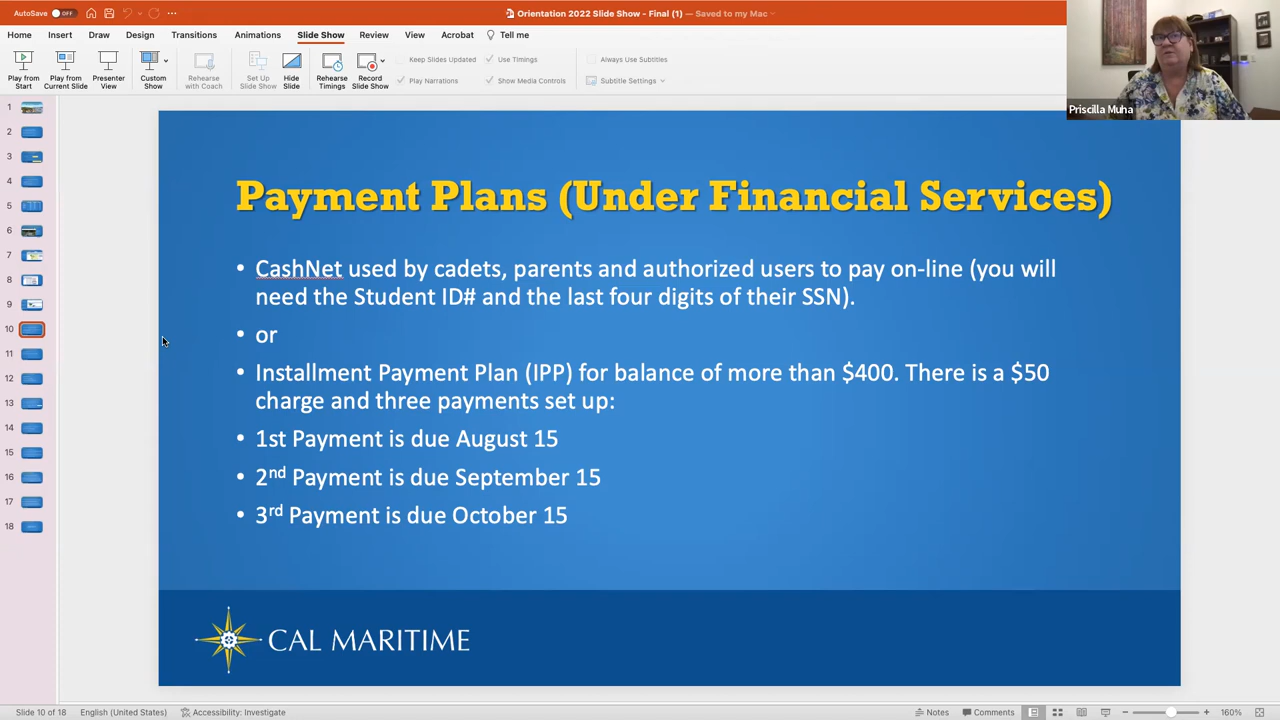 AutoSave OFF
Orientation 2022 Slide Show - Final (1) — Saved to my Mac
Home Insert Draw Design Transitions Animations Slide Show Review View Acrobat Tell me
Play from Start
Play from Current Slide
Presenter View
Custom Show
Rehearse with Coach
Set Up Slide Show
Hide Slide
Rehearse Timings
Record Slide Show
Keep Slides Updated
Play Narrations
Use Timings
Show Media Controls
Always Use Subtitles
Subtitle Settings
Priscilla Muha
1
2
3
4
5
6
7
8
9
10
11
12
13
14
15
16
17
18
Payment Plans (Under Financial Services)
• CashNet used by cadets, parents and authorized users to pay on-line (you will
need the Student ID# and the last four digits of their SSN).
• or
• Installment Payment Plan (IPP) for balance of more than $400. There is a $50
charge and three payments set up:
• 1st Payment is due August 15
• 2nd Payment is due September 15
• 3rd Payment is due October 15
CAL MARITIME
Slide 10 of 18 English (United States) Accessibility: Investigate Notes Comments 160%